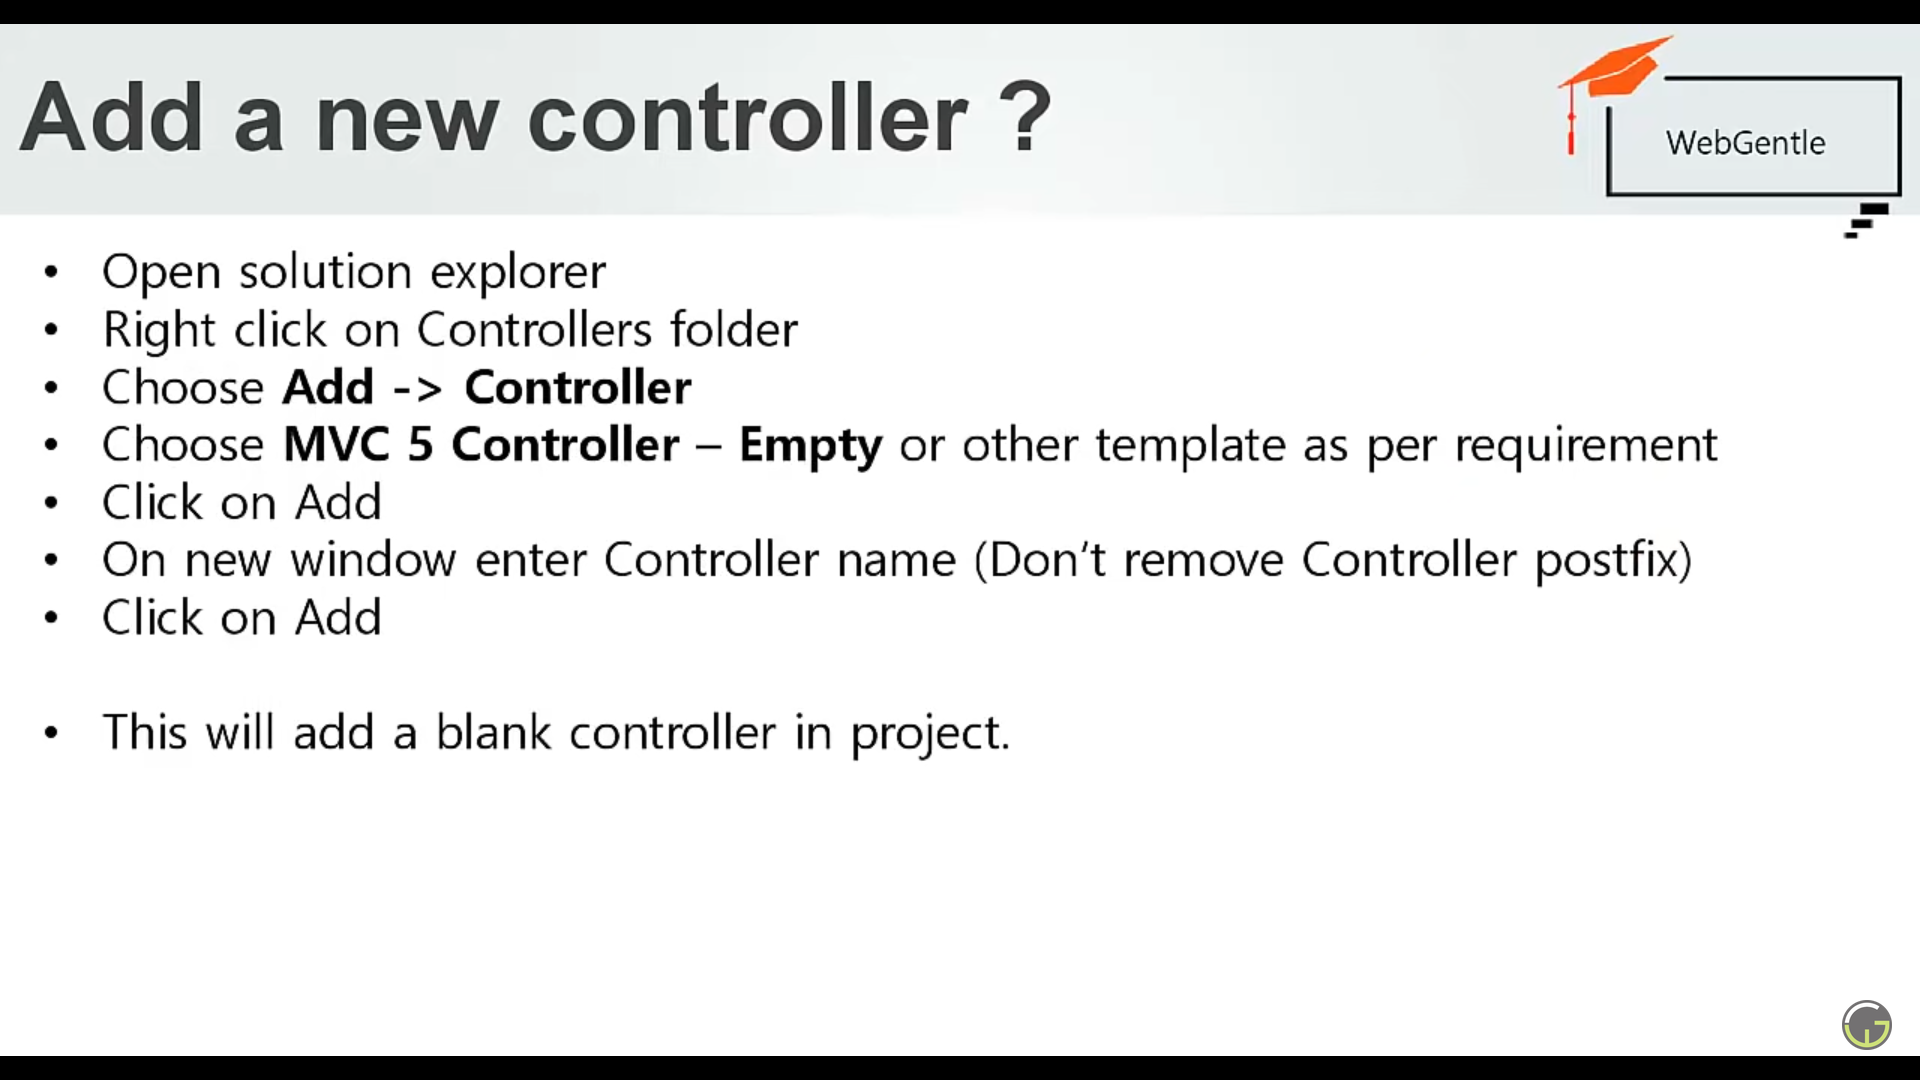 Add a new controller ?
WebGentle
• Open solution explorer
• Right click on Controllers folder
• Choose Add -> Controller
• Choose MVC 5 Controller – Empty or other template as per requirement
• Click on Add
• On new window enter Controller name (Don't remove Controller postfix)
• Click on Add
• This will add a blank controller in project.